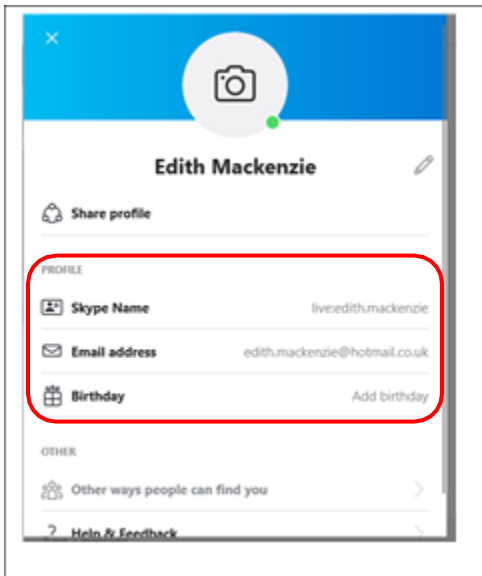 Edith Mackenzie
Share profile
PROFILE
Skype Name live:edith.mackenzie
Email address edith.mackenzie@hotmail.co.uk
Birthday Add birthday
OTHER
Other ways people can find you
Help & Feedback